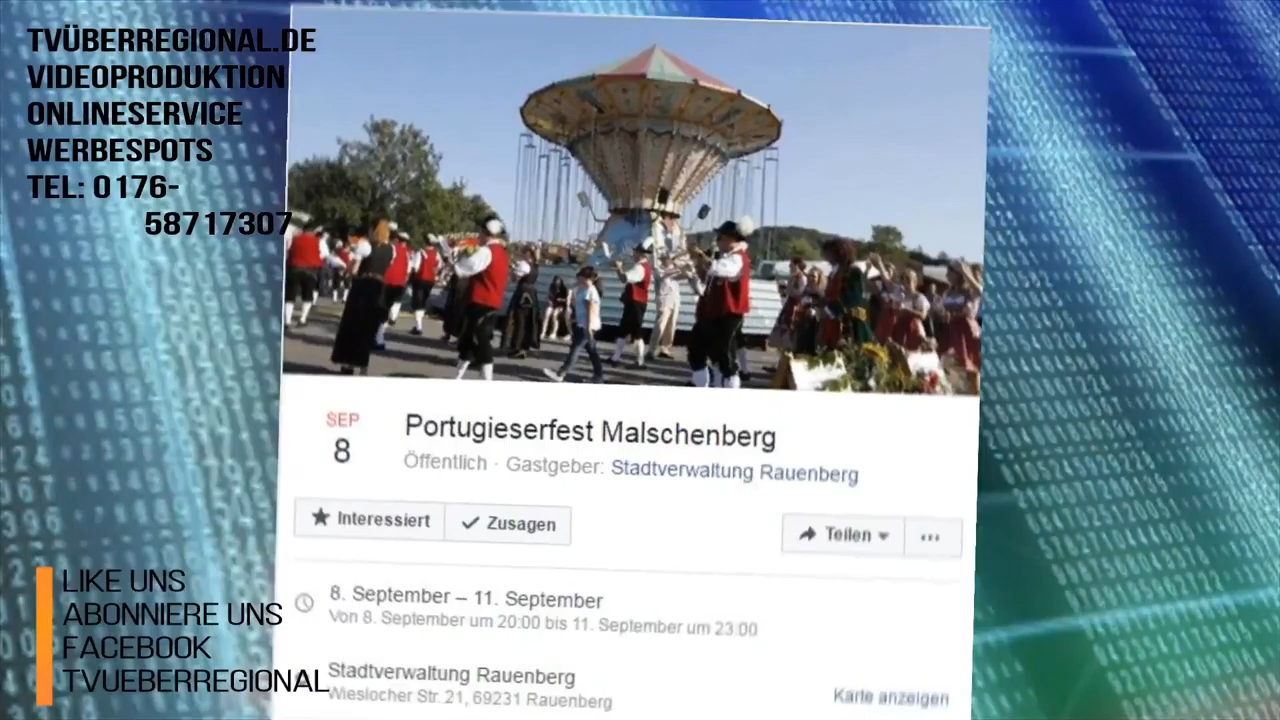 TVÜBERREGIONAL.DE
VIDEOPRODUKTION
ONLINESERVICE
WERBESPOTS
TEL: 0176-
58717307
SEP
8
Portugieserfest Malschenberg
Öffentlich · Gastgeber: Stadtverwaltung Rauenberg
Interessiert
Zusagen
Teilen
8. September – 11. September
Von 8. September um 20:00 bis 11. September um 23:00
Stadtverwaltung Rauenberg
Wieslocher Str. 21, 69231 Rauenberg
Karte anzeigen
LIKE UNS
ABONNIERE UNS
FACEBOOK
TVUEBERREGIONAL